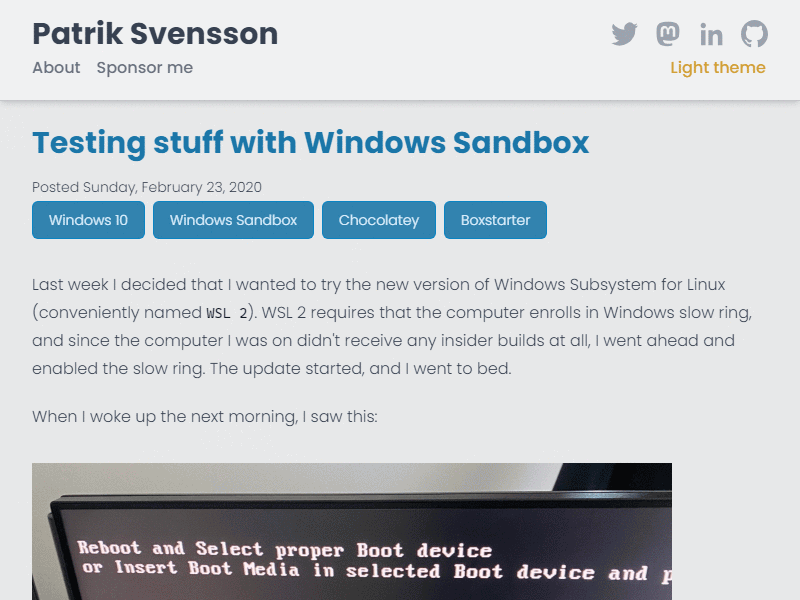 Patrik Svensson
About Sponsor me
Light theme
Testing stuff with Windows Sandbox
Posted Sunday, February 23, 2020
Windows 10 Windows Sandbox Chocolatey Boxstarter
Last week I decided that I wanted to try the new version of Windows Subsystem for Linux
(conveniently named WSL 2). WSL 2 requires that the computer enrolls in Windows slow ring,
and since the computer I was on didn't receive any insider builds at all, I went ahead and
enabled the slow ring. The update started, and I went to bed.
When I woke up the next morning, I saw this:
Reboot and Select proper Boot device
or Insert Boot Media in selected Boot device and p